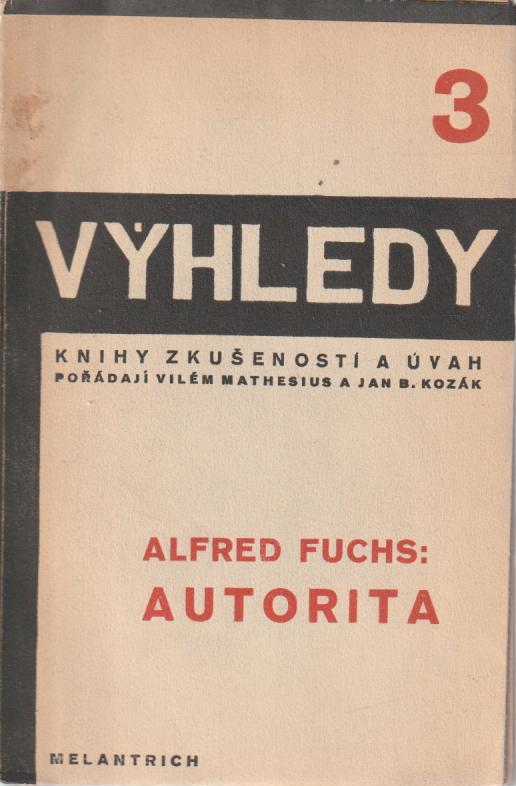 3
VÝHLEDY
KNIHY ZKUŠENOSTÍ A ÚVAH
POŘÁDAJÍ VILÉM MATHESIUS A JAN B. KOZÁK
ALFRED FUCHS:
AUTORITA
MELANTRICH